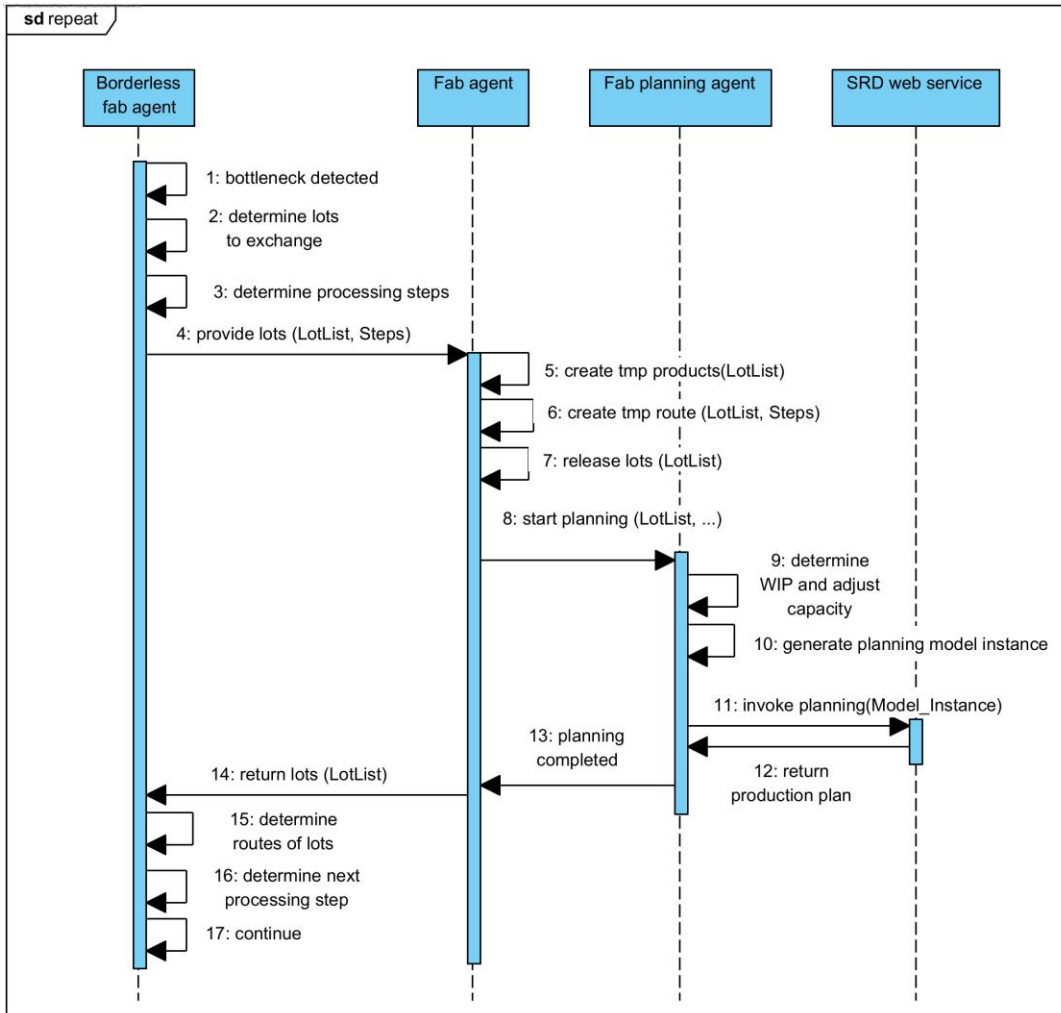 sd repeat
Borderless
fab agent
Fab agent
Fab planning agent
SRD web service
1: bottleneck detected
2: determine lots
to exchange
3: determine processing steps
4: provide lots (LotList, Steps)
5: create tmp products(LotList)
6: create tmp route (LotList, Steps)
7: release lots (LotList)
8: start planning (LotList, ...)
9: determine
WIP and adjust
capacity
10: generate planning model instance
11: invoke planning(Model_Instance)
12: return
production plan
13: planning
completed
14: return lots (LotList)
15: determine
routes of lots
16: determine next
processing step
17: continue